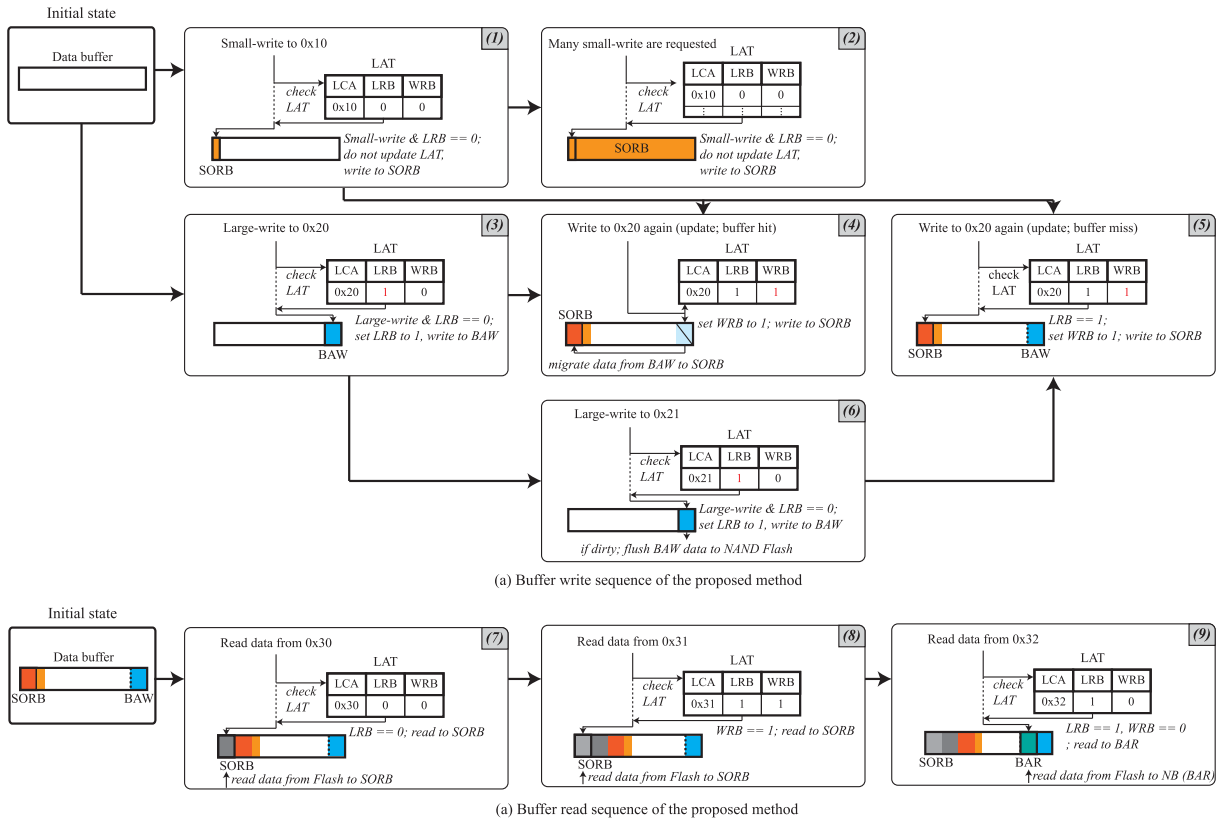 Initial state
Data buffer
(1)
Small-write to 0x10
LAT
check
LAT
LCA LRB WRB
0x10 0 0
Small-write & LRB == 0;
do not update LAT,
write to SORB
SORB
(2)
Many small-write are requested
LAT
check
LAT
LCA LRB WRB
0x10 0 0
SORB
Small-write & LRB == 0;
do not update LAT,
write to SORB
(3)
Large-write to 0x20
LAT
check
LAT
LCA LRB WRB
0x20 1 0
Large-write & LRB == 0;
set LRB to 1, write to BAW
BAW
(4)
Write to 0x20 again (update; buffer hit)
LAT
LCA LRB WRB
0x20 1 1
SORB
set WRB to 1; write to SORB
migrate data from BAW to SORB
(5)
Write to 0x20 again (update; buffer miss)
LAT
check
LAT
LCA LRB WRB
0x20 1 1
LRB == 1;
set WRB to 1; write to SORB
SORB BAW
(6)
Large-write to 0x21
LAT
check
LAT
LCA LRB WRB
0x21 1 0
Large-write & LRB == 0;
set LRB to 1, write to BAW
if dirty; flush BAW data to NAND Flash
(a) Buffer write sequence of the proposed method
Initial state
Data buffer
SORB BAW
(7)
Read data from 0x30
LAT
check
LAT
LCA LRB WRB
0x30 0 0
LRB == 0; read to SORB
SORB
read data from Flash to SORB
(8)
Read data from 0x31
LAT
check
LAT
LCA LRB WRB
0x31 1 1
WRB == 1; read to SORB
SORB
read data from Flash to SORB
(9)
Read data from 0x32
LAT
check
LAT
LCA LRB WRB
0x32 1 0
LRB == 1, WRB == 0
; read to BAR
SORB BAR
read data from Flash to NB (BAR)
(a) Buffer read sequence of the proposed method